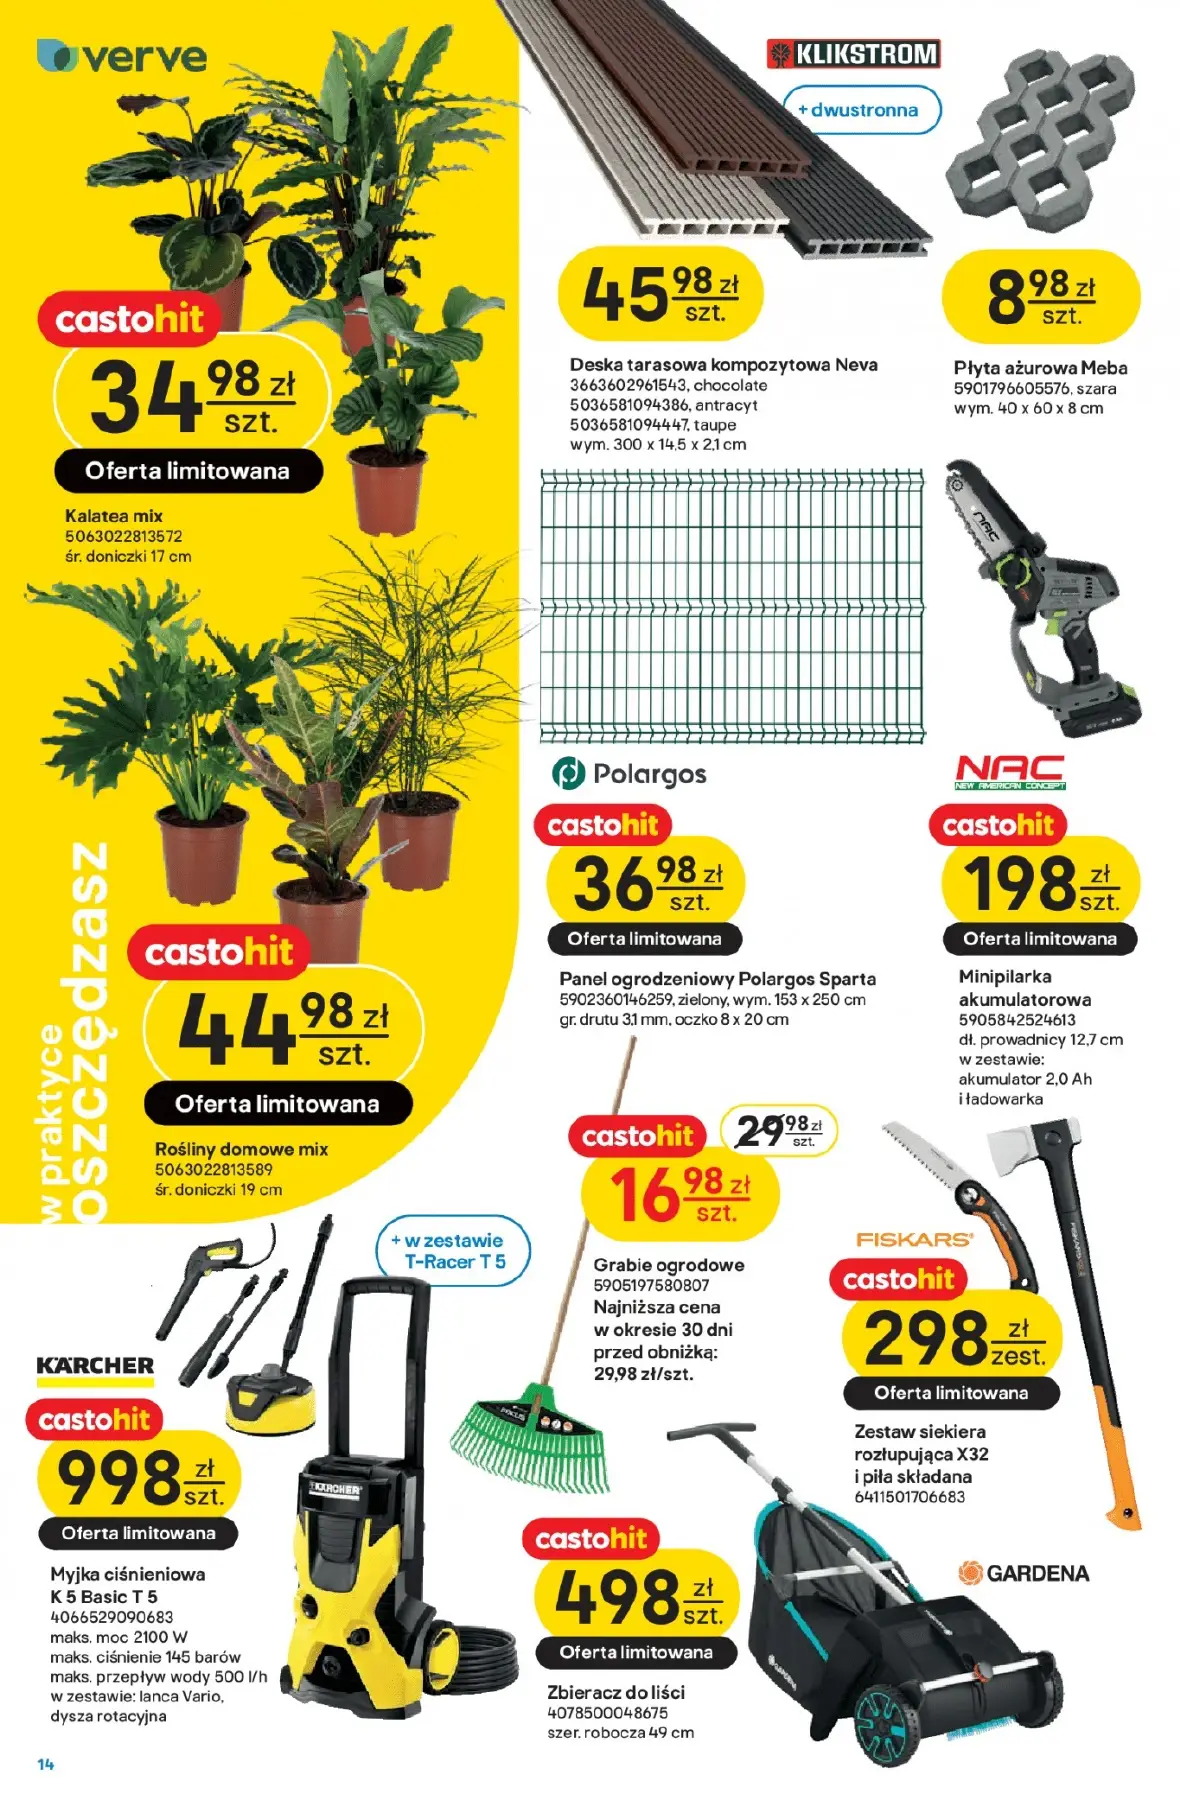 verve
castohit
34 98 zł
szt.
Oferta limitowana
Kalatea mix
5063022813572
śr. doniczki 17 cm
KLIKSTROM
+ dwustronna
45 98 zł
szt.
Deska tarasowa kompozytowa Neva
3663602961543, chocolate
5036581094386, antracyt
5036581094447, taupe
wym. 300 x 14,5 x 2,1 cm
8 98 zł
szt.
Płyta ażurowa Meba
5901796605576, szara
wym. 40 x 60 x 8 cm
w praktyce
oszczędzasz
castohit
44 98 zł
szt.
Oferta limitowana
Rośliny domowe mix
5063022813589
śr. doniczki 19 cm
Polargos
castohit
36 98 zł
szt.
Oferta limitowana
Panel ogrodzeniowy Polargos Sparta
5902360146259, zielony, wym. 153 x 250 cm
gr. drutu 3,1 mm, oczko 8 x 20 cm
NAC
NAC
NEW AMERICAN CONCEPT
castohit
198 zł
szt.
Oferta limitowana
Minipilarka
akumulatorowa
5905842524613
dł. prowadnicy 12,7 cm
w zestawie:
akumulator 2,0 Ah
i ładowarka
castohit
29 98 zł
szt.
16 98 zł
szt.
Grabie ogrodowe
5905197580807
Najniższa cena
w okresie 30 dni
przed obniżką:
29,98 zł/szt.
FISKARS
FISKARS
castohit
298 zł
zest.
Oferta limitowana
Zestaw siekiera
rozłupująca X32
i piła składana
6411501706683
+ w zestawie
T-Racer T 5
KÄRCHER
KÄRCHER
castohit
998 zł
szt.
Oferta limitowana
Myjka ciśnieniowa
K 5 Basic T 5
4066529090683
maks. moc 2100 W
maks. ciśnienie 145 barów
maks. przepływ wody 500 l/h
w zestawie: lanca Vario,
dysza rotacyjna
castohit
498 zł
szt.
Oferta limitowana
Zbieracz do liści
4078500048675
szer. robocza 49 cm
GARDENA
14